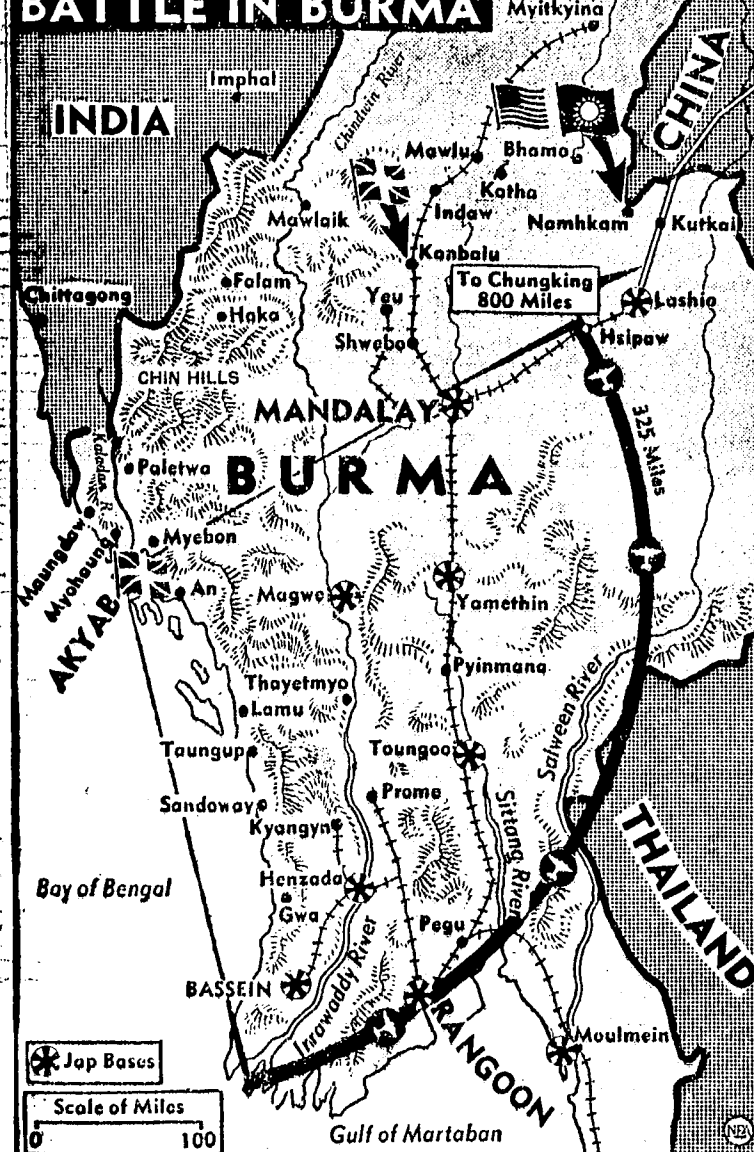 BATTLE IN BURMA
Myitkyina
Imphal
Chindwin River
INDIA
CHINA
Mawlu
Bhamo
Katha
Mawlaik
Indaw
Namhkam
Kutkai
Kanbalu
Falam
To Chungking
800 Miles
Chittagong
Yeu
Lashio
Haka
Shwebo
Hsipaw
CHIN HILLS
MANDALAY
325 Miles
Kaladan R.
Paletwa
BURMA
Maungdaw
Myohaung
Myebon
AKYAB
An
Magwe
Yamethin
Pyinmana
Thayetmyo
Lamu
Salween River
Taungup
Toungoo
Sandoway
Prome
Kyangyn
Sittang River
THAILAND
Bay of Bengal
Henzada
Gwa
Pegu
BASSEIN
Irrawaddy River
RANGOON
Moulmein
Jap Bases
Scale of Miles
0 100
Gulf of Martaban
NEA